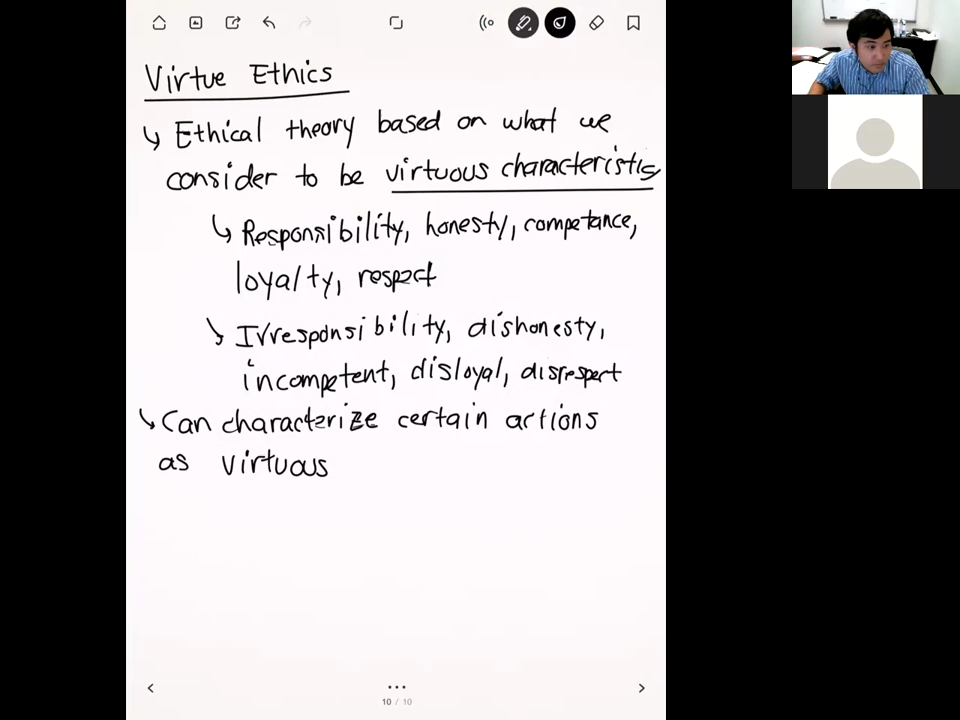 Virtue Ethics
↳ Ethical theory based on what we
consider to be virtuous characteristics
↳ Responsibility, honesty, competance,
loyalty, respect
↳ Irresponsibility, dishonesty,
incompetent, disloyal, disrespect
↳ Can characterize certain actions
as virtuous
10 / 10